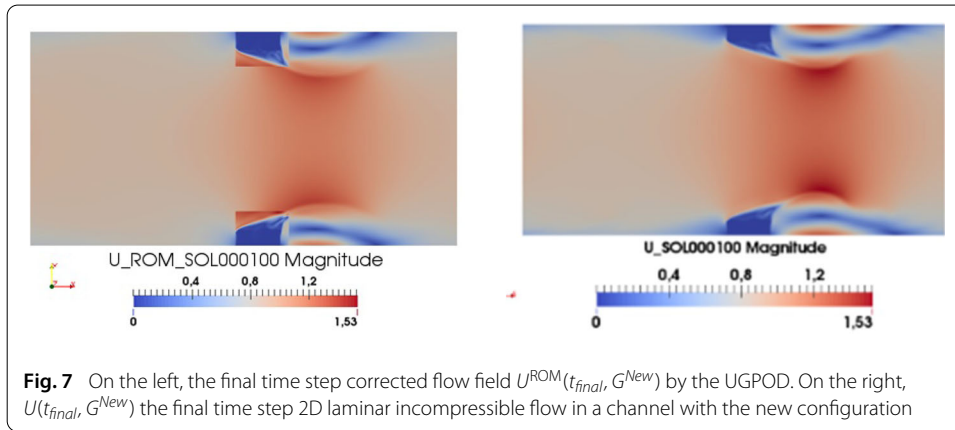 U_ROM_SOL000100 Magnitude
0,4 0,8 1,2
0 1,53
U_SOL000100 Magnitude
0,4 0,8 1,2
0 1,53
Fig. 7 On the left, the final time step corrected flow field U^ROM(t_final, G^New) by the UGPOD. On the right,
U(t_final, G^New) the final time step 2D laminar incompressible flow in a channel with the new configuration